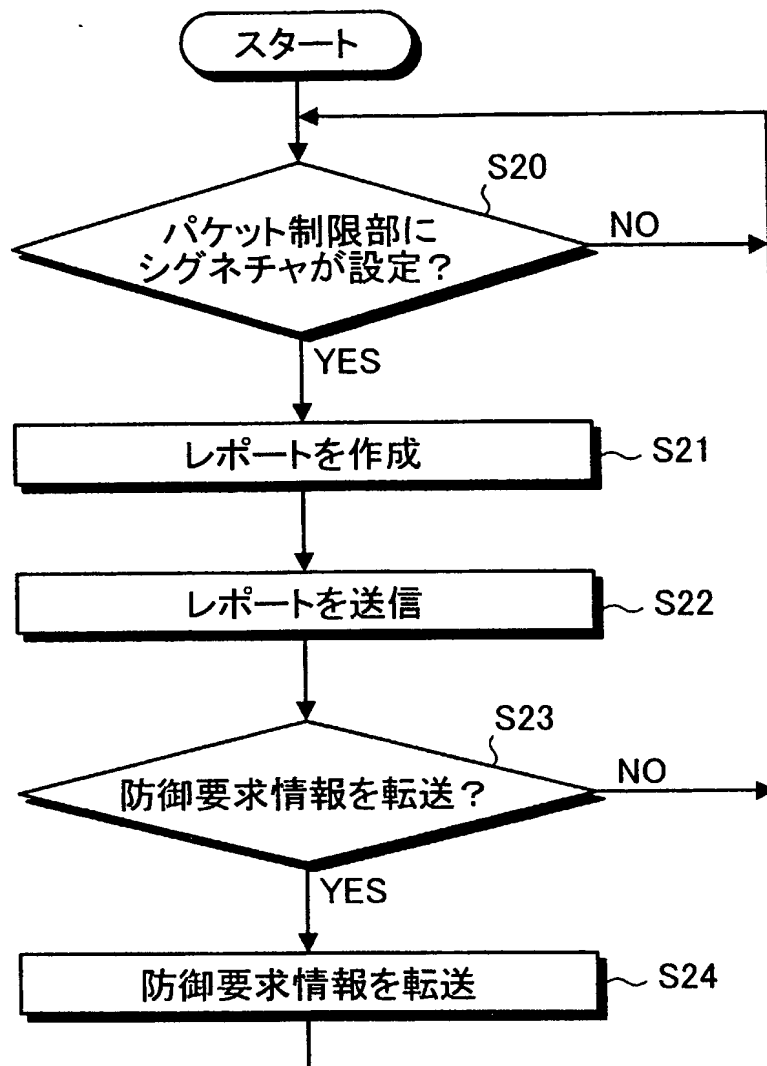 スタート
S20
パケット制限部に
シグネチャが設定？
NO
YES
レポートを作成
S21
レポートを送信
S22
S23
防御要求情報を転送？
NO
YES
防御要求情報を転送
S24